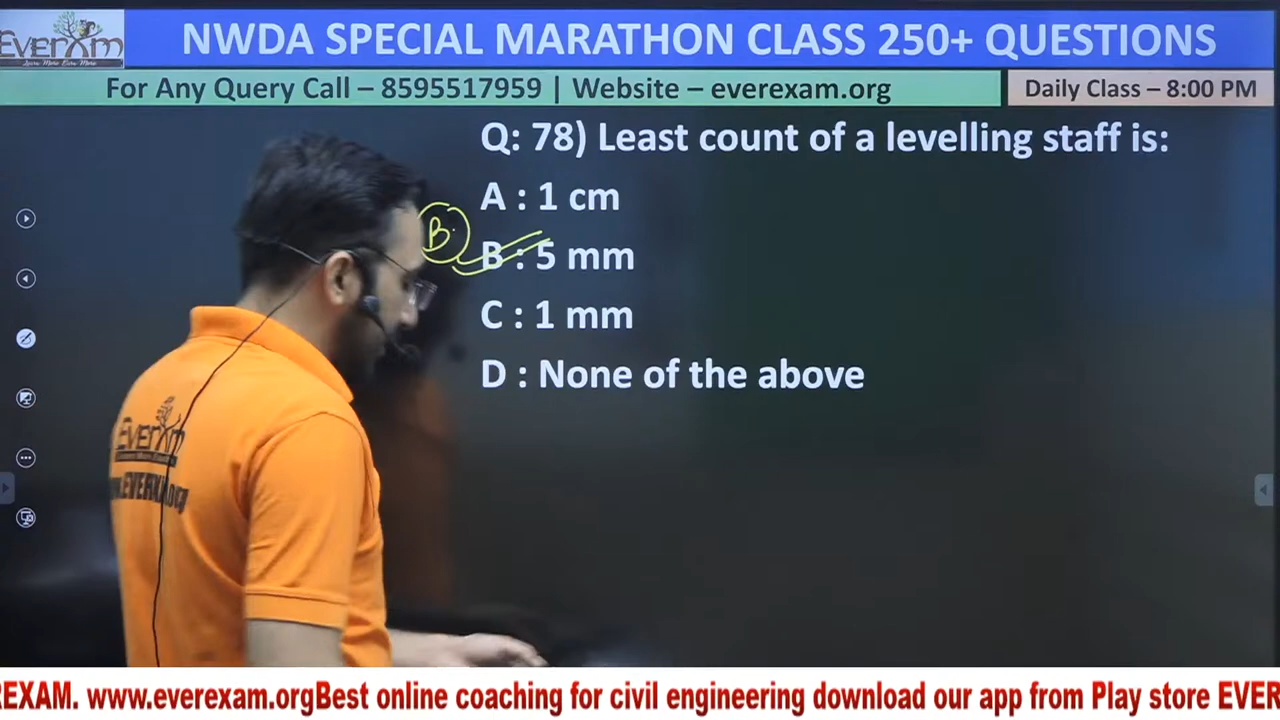 EVEREXAM
NWDA SPECIAL MARATHON CLASS 250+ QUESTIONS
For Any Query Call – 8595517959 | Website – everexam.org
Daily Class – 8:00 PM
Q: 78) Least count of a levelling staff is:
A : 1 cm
B
B : 5 mm
C : 1 mm
D : None of the above
REXAM. www.everexam.orgBest online coaching for civil engineering download our app from Play store EVER